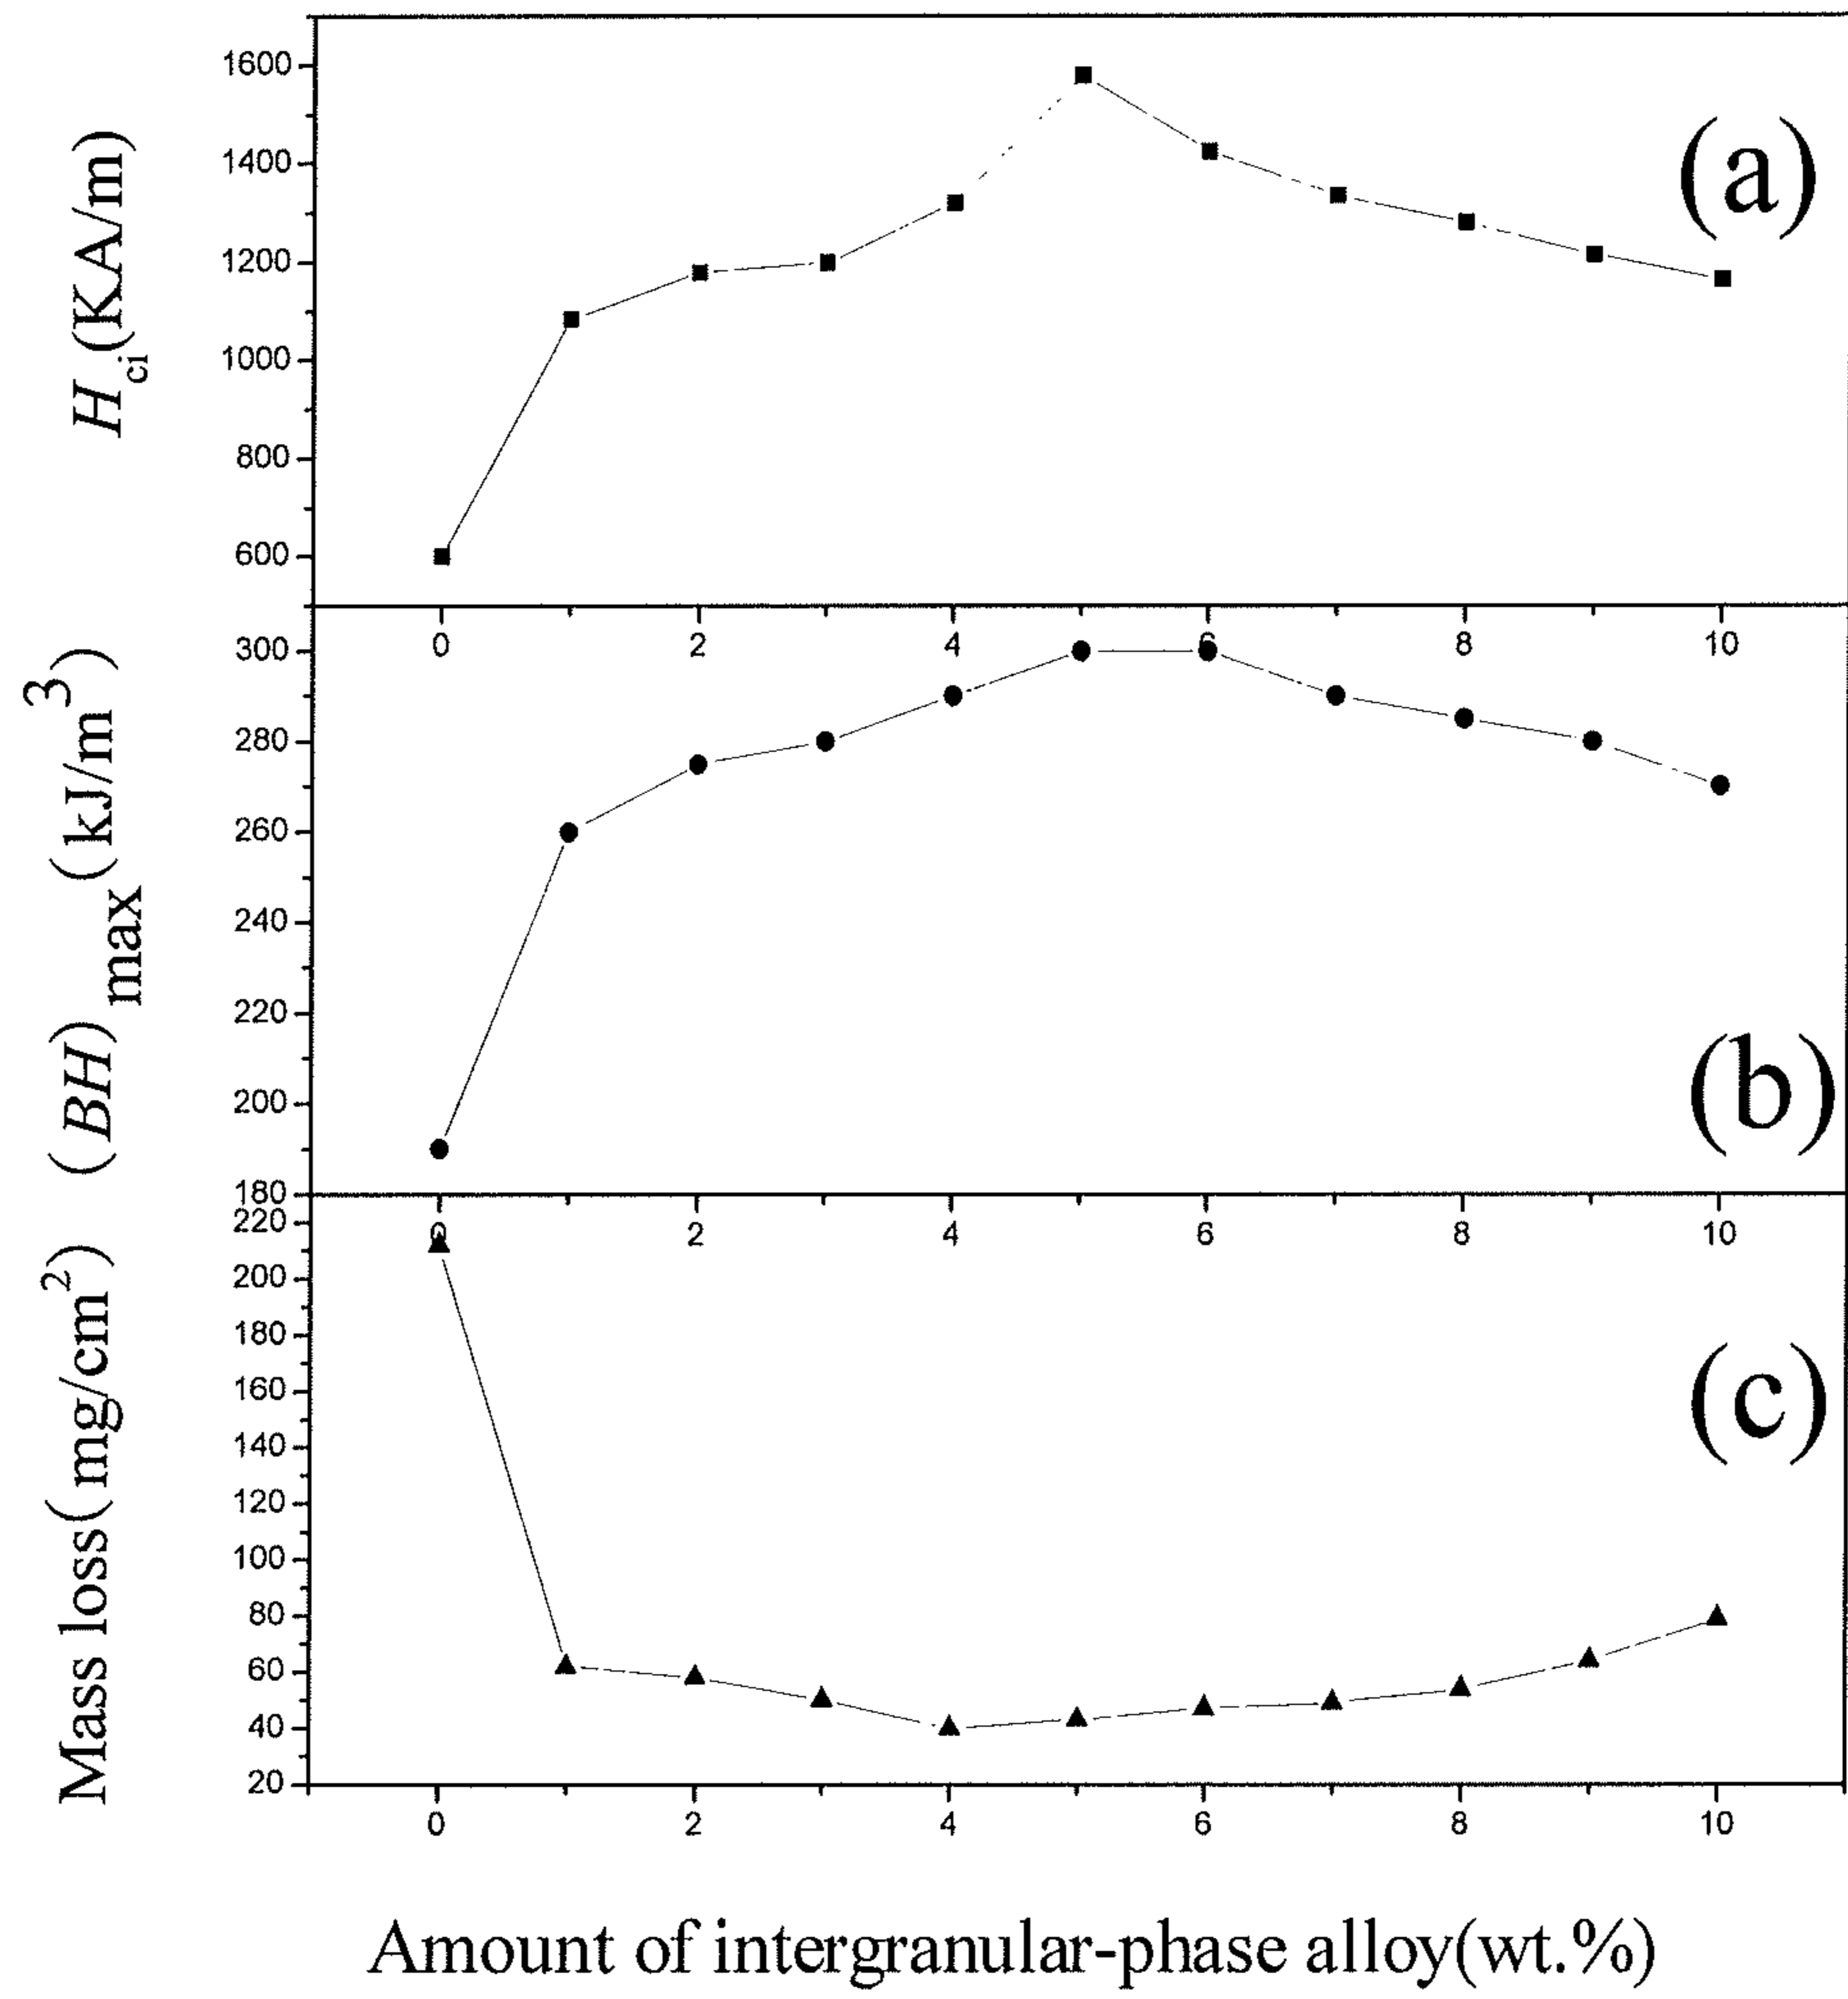 H ci (KA/m)
1600
1400
1200
1000
800
600
(a)
0 2 4 6 8 10
(BH) max (kJ/m³)
300
280
260
240
220
200
180
(b)
0 2 4 6 8 10
Mass loss(mg/cm²)
220
200
180
160
140
120
100
80
60
40
20
(c)
0 2 4 6 8 10
Amount of intergranular-phase alloy(wt.%)